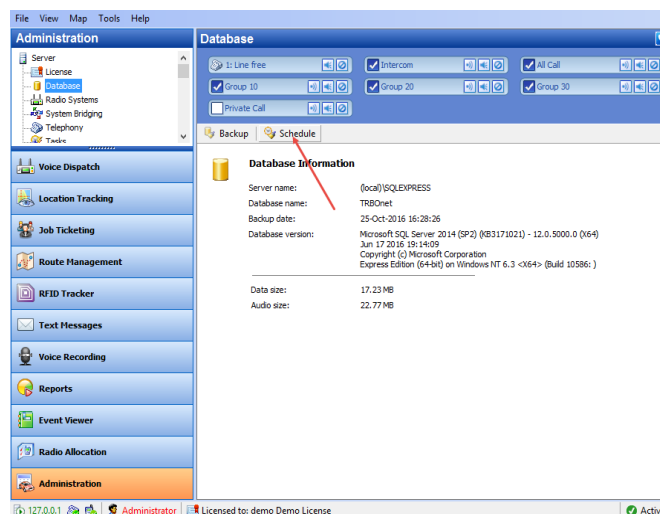 File View Map Tools Help
Administration
Database
Server
License
Database
Radio Systems
System Bridging
Telephony
Tasks
1: Line free
Intercom
All Call
Group 10
Group 20
Group 30
Private Call
Backup
Schedule
Voice Dispatch
Location Tracking
Job Ticketing
Route Management
RFID Tracker
Text Messages
Voice Recording
Reports
Event Viewer
Radio Allocation
Administration
Database Information
Server name: (local)\SQLEXPRESS
Database name: TRBOnet
Backup date: 25-Oct-2016 16:28:26
Database version: Microsoft SQL Server 2014 (SP2) (KB3171021) - 12.0.5000.0 (X64)
Jun 17 2016 19:14:09
Copyright (c) Microsoft Corporation
Express Edition (64-bit) on Windows NT 6.3 <X64> (Build 10586: )
Data size: 17.23 MB
Audio size: 22.77 MB
127.0.0.1
Administrator
Licensed to: demo Demo License
Activ